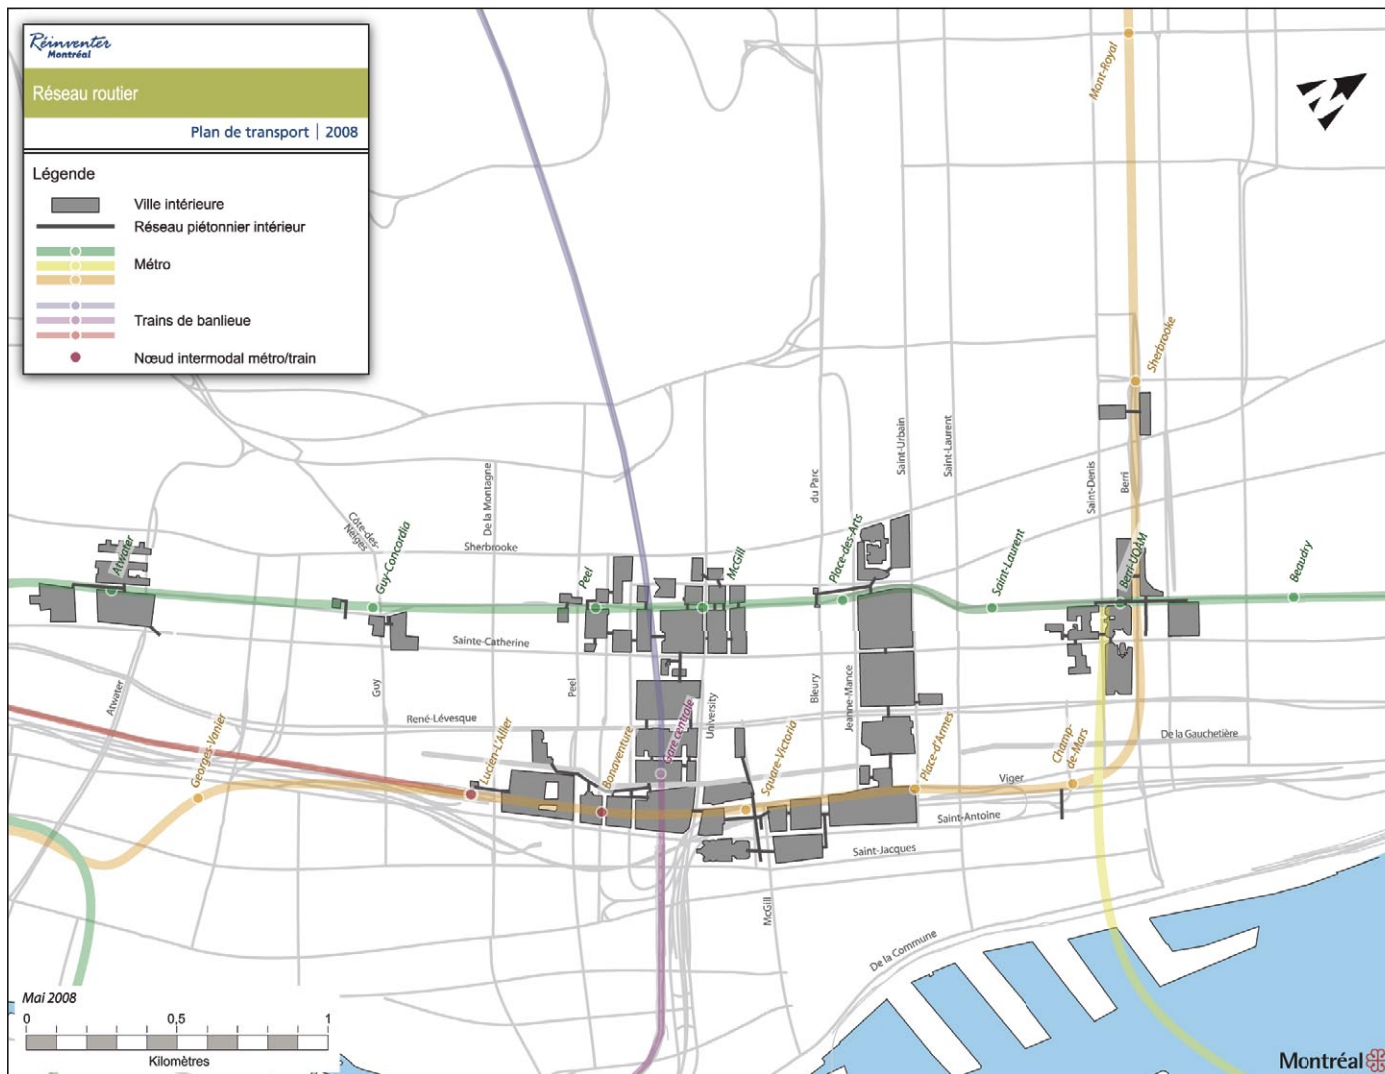 Réinventer
Montréal
Réseau routier
Plan de transport | 2008
Légende
Ville intérieure
Réseau piétonnier intérieur
Métro
Trains de banlieue
Nœud intermodal métro/train
Mont-Royal
Sherbrooke
Saint-Urbain
Saint-Laurent
du Parc
Saint-Denis
Berri
De la Montagne
Côte-des-
Neiges
Sherbrooke
Atwater
Guy-Concordia
Peel
McGill
Place-des-Arts
Saint-Laurent
Berri-UQAM
Beaudry
Sainte-Catherine
Atwater
Guy
Peel
University
Bleury
Jeanne-Mance
René-Lévesque
Gare centrale
De la Gauchetière
Georges-Vanier
Lucien-L'Allier
Bonaventure
Square-Victoria
Place-d'Armes
Champ-
de-Mars
Viger
Saint-Antoine
Saint-Jacques
McGill
De la Commune
Mai 2008
0 0,5 1
Kilomètres
Montréal